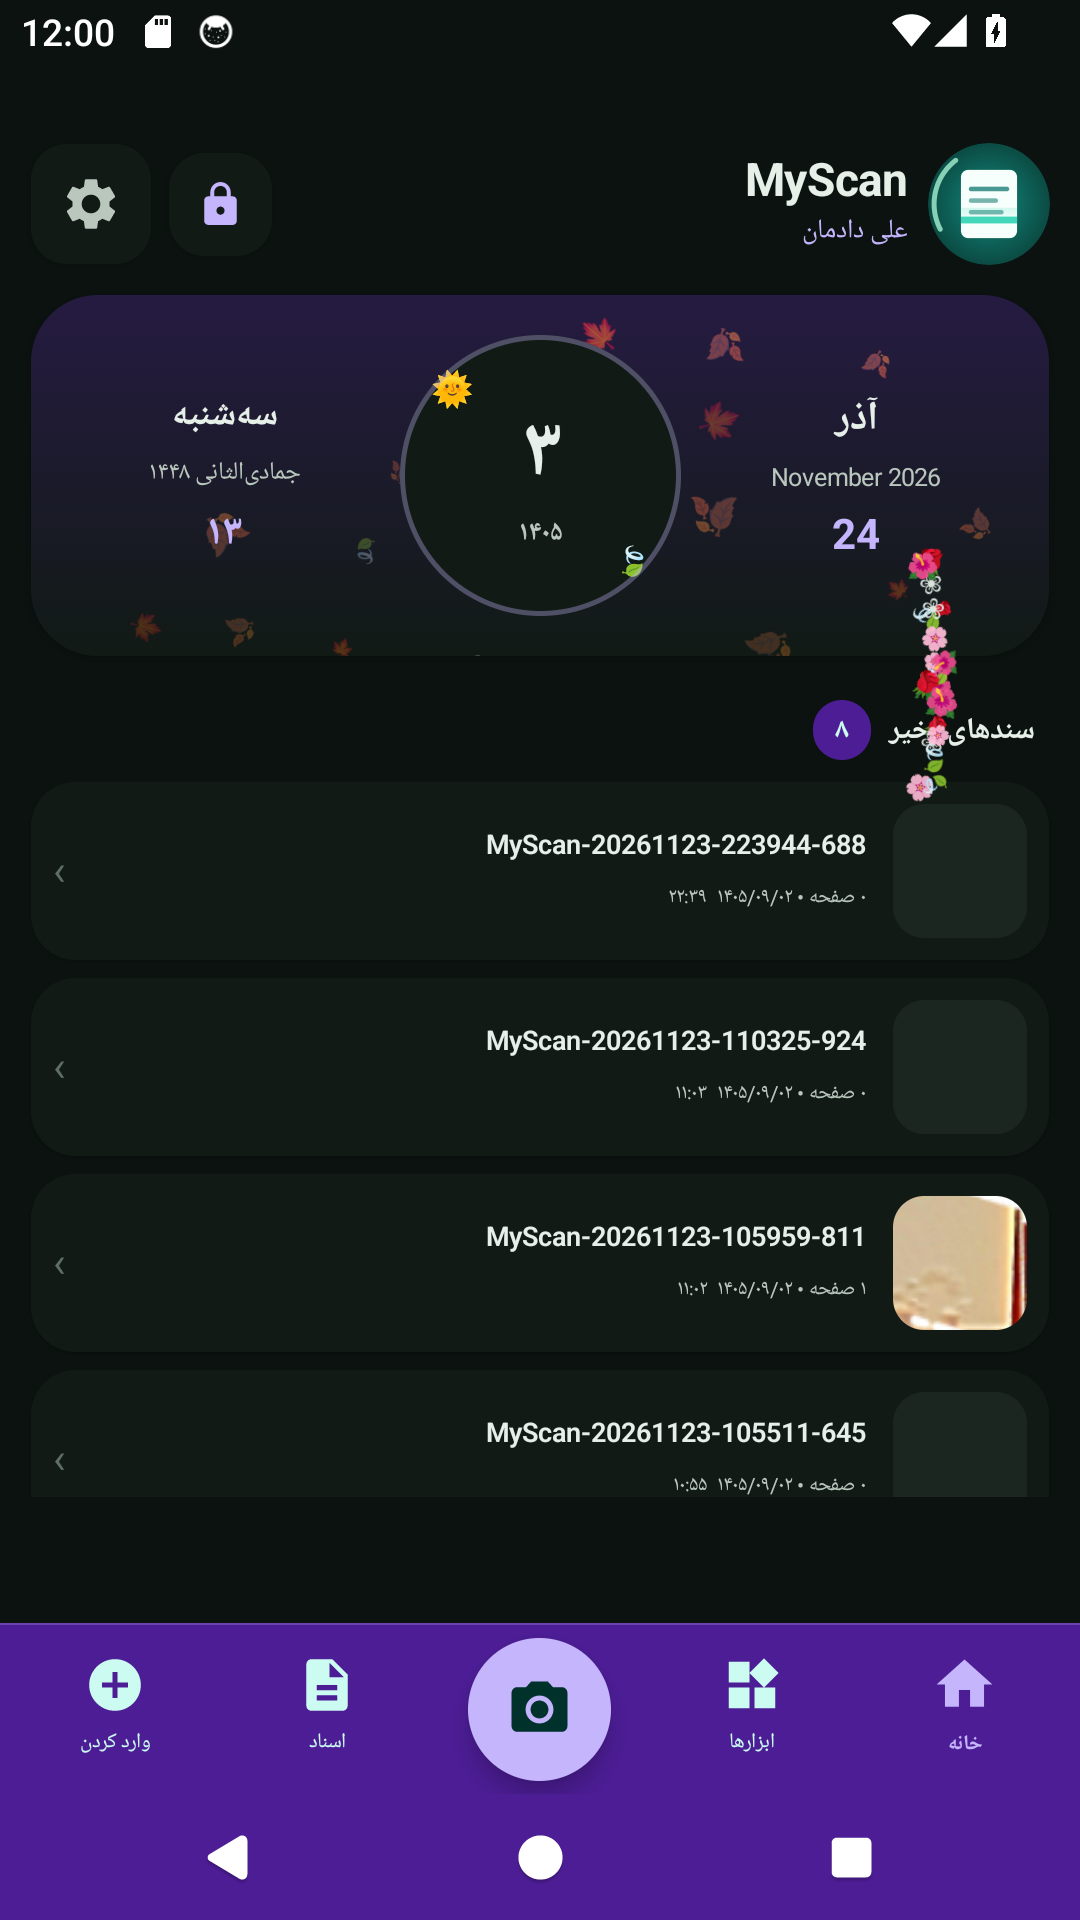 12:00
MyScan
علی دادمان
آذر
November 2026
24
۳
۱۴۰۵
سه‌شنبه
جمادی‌الثانی ۱۴۴۸
۱۳
سندهای اخیر
۸
MyScan-20261123-223944-688
۰ صفحه • ۱۴۰۵/۰۹/۰۲ ۲۲:۳۹
MyScan-20261123-110325-924
۰ صفحه • ۱۴۰۵/۰۹/۰۲ ۱۱:۰۳
MyScan-20261123-105959-811
۱ صفحه • ۱۴۰۵/۰۹/۰۲ ۱۱:۰۲
MyScan-20261123-105511-645
۰ صفحه • ۱۴۰۵/۰۹/۰۲ ۱۰:۵۵
خانه
ابزارها
اسناد
وارد کردن